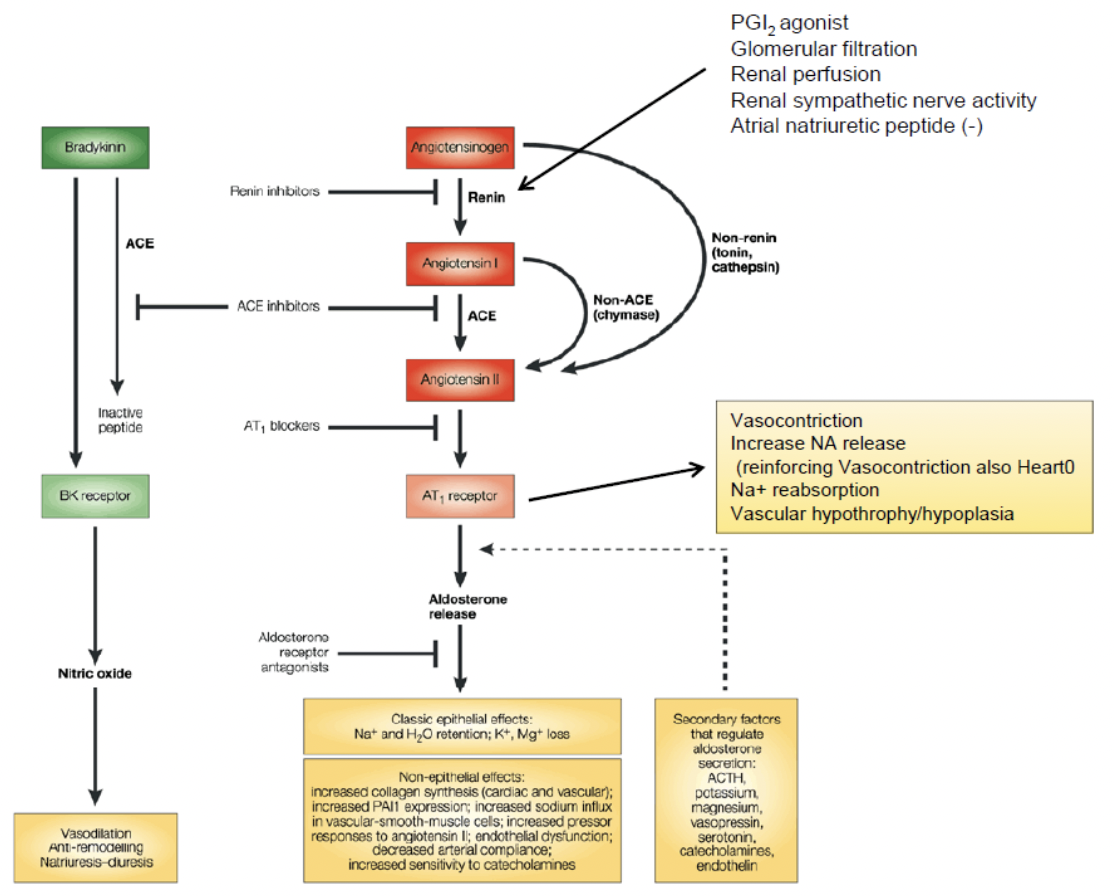 PGI₂ agonist
Glomerular filtration
Renal perfusion
Renal sympathetic nerve activity
Atrial natriuretic peptide (-)
Bradykinin
Angiotensinogen
Renin inhibitors
Renin
ACE
Non-renin
(tonin,
cathepsin)
Angiotensin I
ACE inhibitors
ACE
Non-ACE
(chymase)
Angiotensin II
Inactive
peptide
AT₁ blockers
Vasocontriction
Increase NA release
(reinforcing Vasocontriction also Heart0
Na+ reabsorption
Vascular hypothrophy/hypoplasia
BK receptor
AT₁ receptor
Aldosterone
release
Aldosterone
receptor
antagonists
Nitric oxide
Classic epithelial effects:
Na⁺ and H₂O retention; K⁺, Mg⁺ loss
Non-epithelial effects:
increased collagen synthesis (cardiac and vascular);
increased PAI1 expression; increased sodium influx
in vascular-smooth-muscle cells; increased pressor
responses to angiotensin II; endothelial dysfunction;
decreased arterial compliance;
increased sensitivity to catecholamines
Secondary factors
that regulate
aldosterone
secretion:
ACTH,
potassium,
magnesium,
vasopressin,
serotonin,
catecholamines,
endothelin
Vasodilation
Anti-remodelling
Natriuresis–diuresis